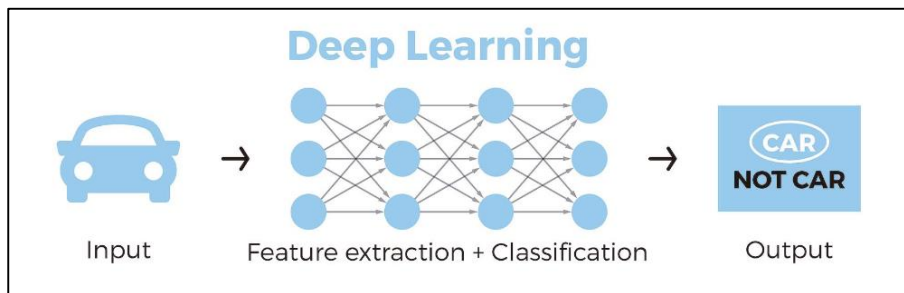 Deep Learning
CAR
NOT CAR
Input
Feature extraction + Classification
Output